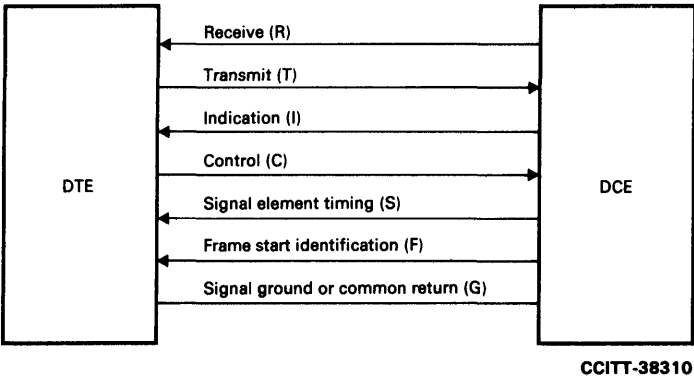 Receive (R)
Transmit (T)
Indication (I)
Control (C)
DTE
DCE
Signal element timing (S)
Frame start identification (F)
Signal ground or common return (G)
CCITT-38310